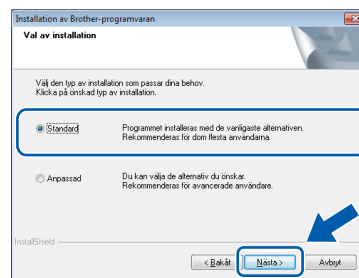 Installation av Brother-programvaran
Val av installation
Välj den typ av installation som passar dina behov.
Klicka på önskad typ av installation.
Standard
Programmet installeras med de vanligaste alternativen.
Rekommenderas för dom flesta användarna.
Anpassad
Du kan välja de alternativ du önskar.
Rekommenderas för avancerade användare.
InstallShield
< Bakåt
Nästa >
Avbryt